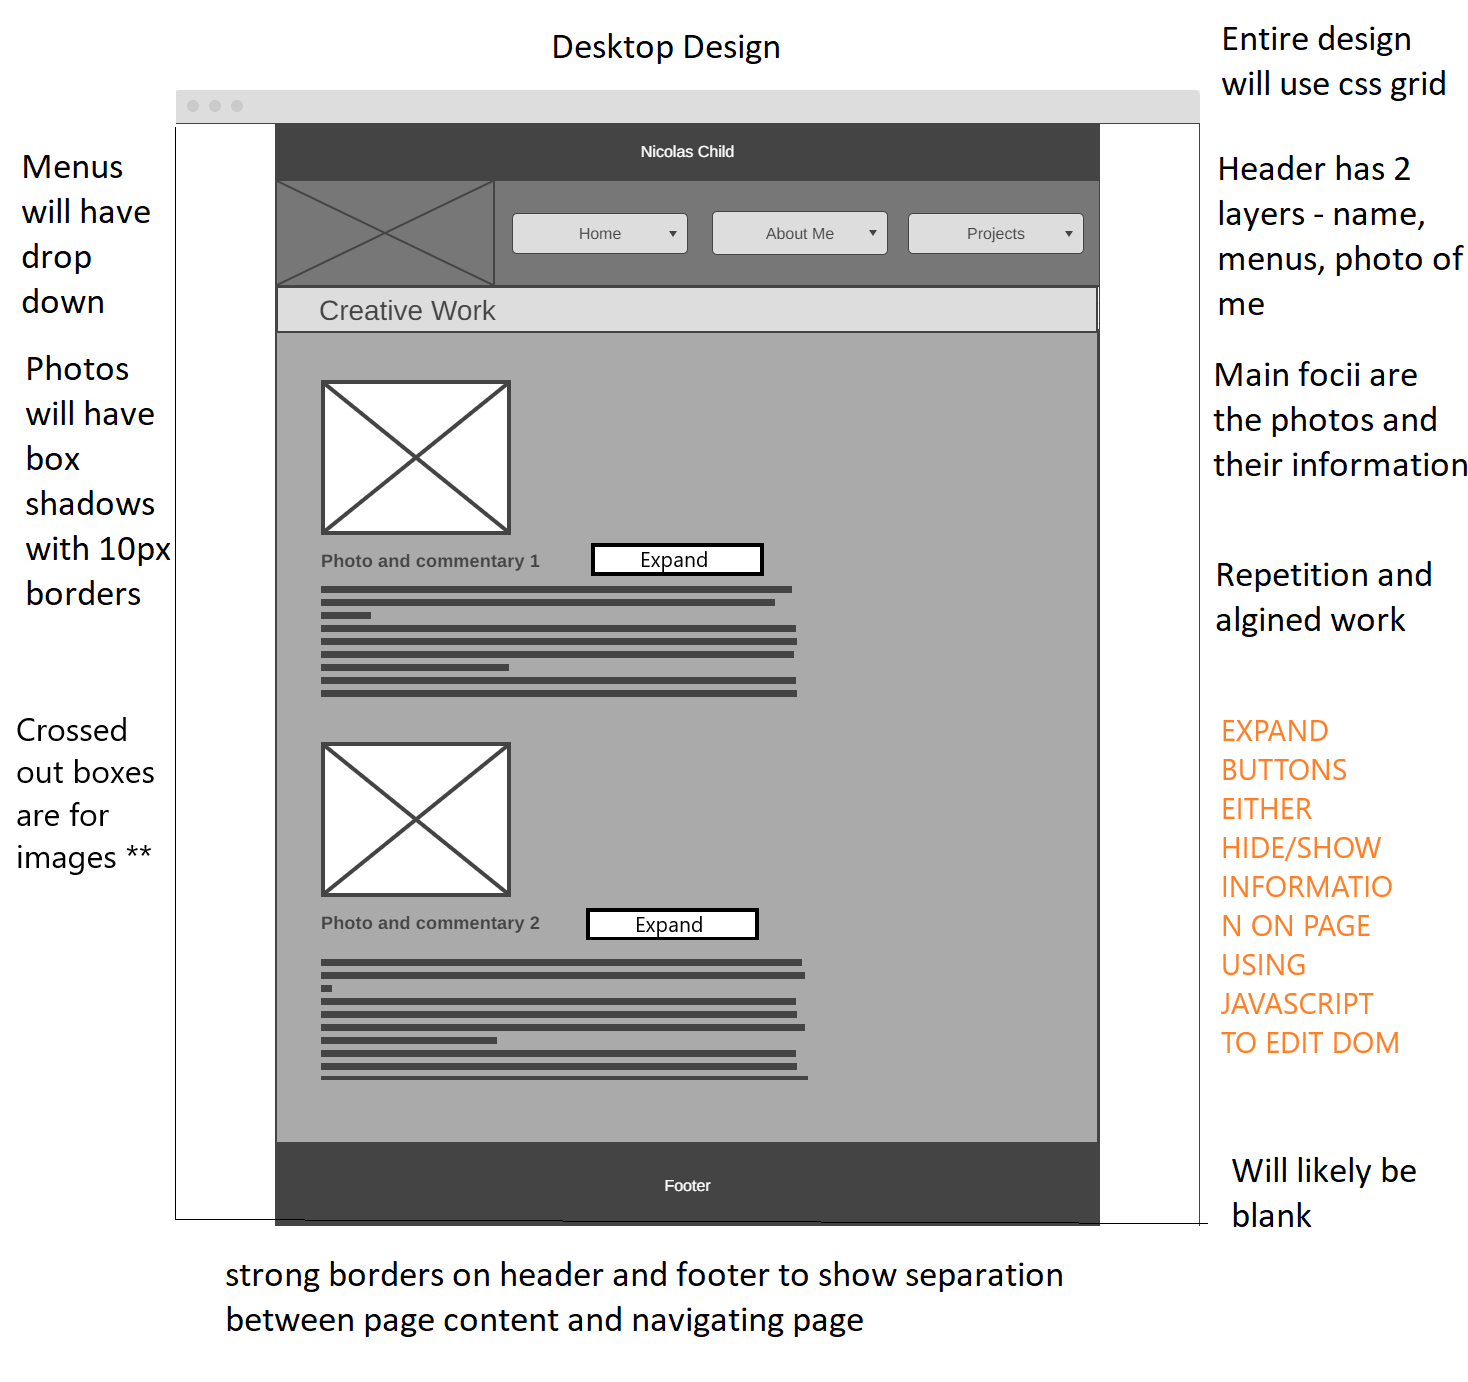 Desktop Design
Entire design
will use css grid
Menus
will have
drop
down
Nicolas Child
Home
About Me
Projects
Header has 2
layers - name,
menus, photo of
me
Creative Work
Photos
will have
box
shadows
with 10px
borders
Main focii are
the photos and
their information
Photo and commentary 1
Expand
Repetition and
algined work
Crossed
out boxes
are for
images **
EXPAND
BUTTONS
EITHER
HIDE/SHOW
INFORMATIO
N ON PAGE
USING
JAVASCRIPT
TO EDIT DOM
Photo and commentary 2
Expand
Footer
Will likely be
blank
strong borders on header and footer to show separation
between page content and navigating page